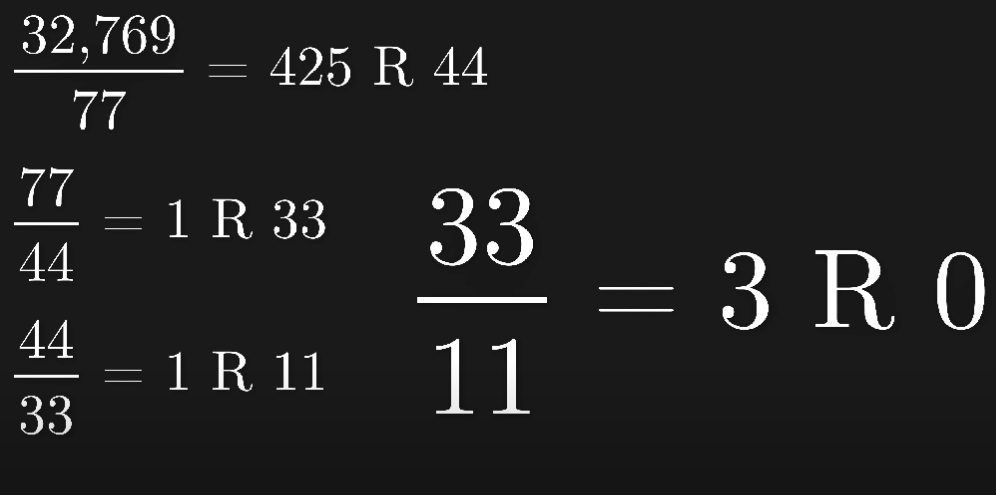 32,769
77
= 425 R 44
77
44
= 1 R 33
44
33
= 1 R 11
33
11
= 3 R 0